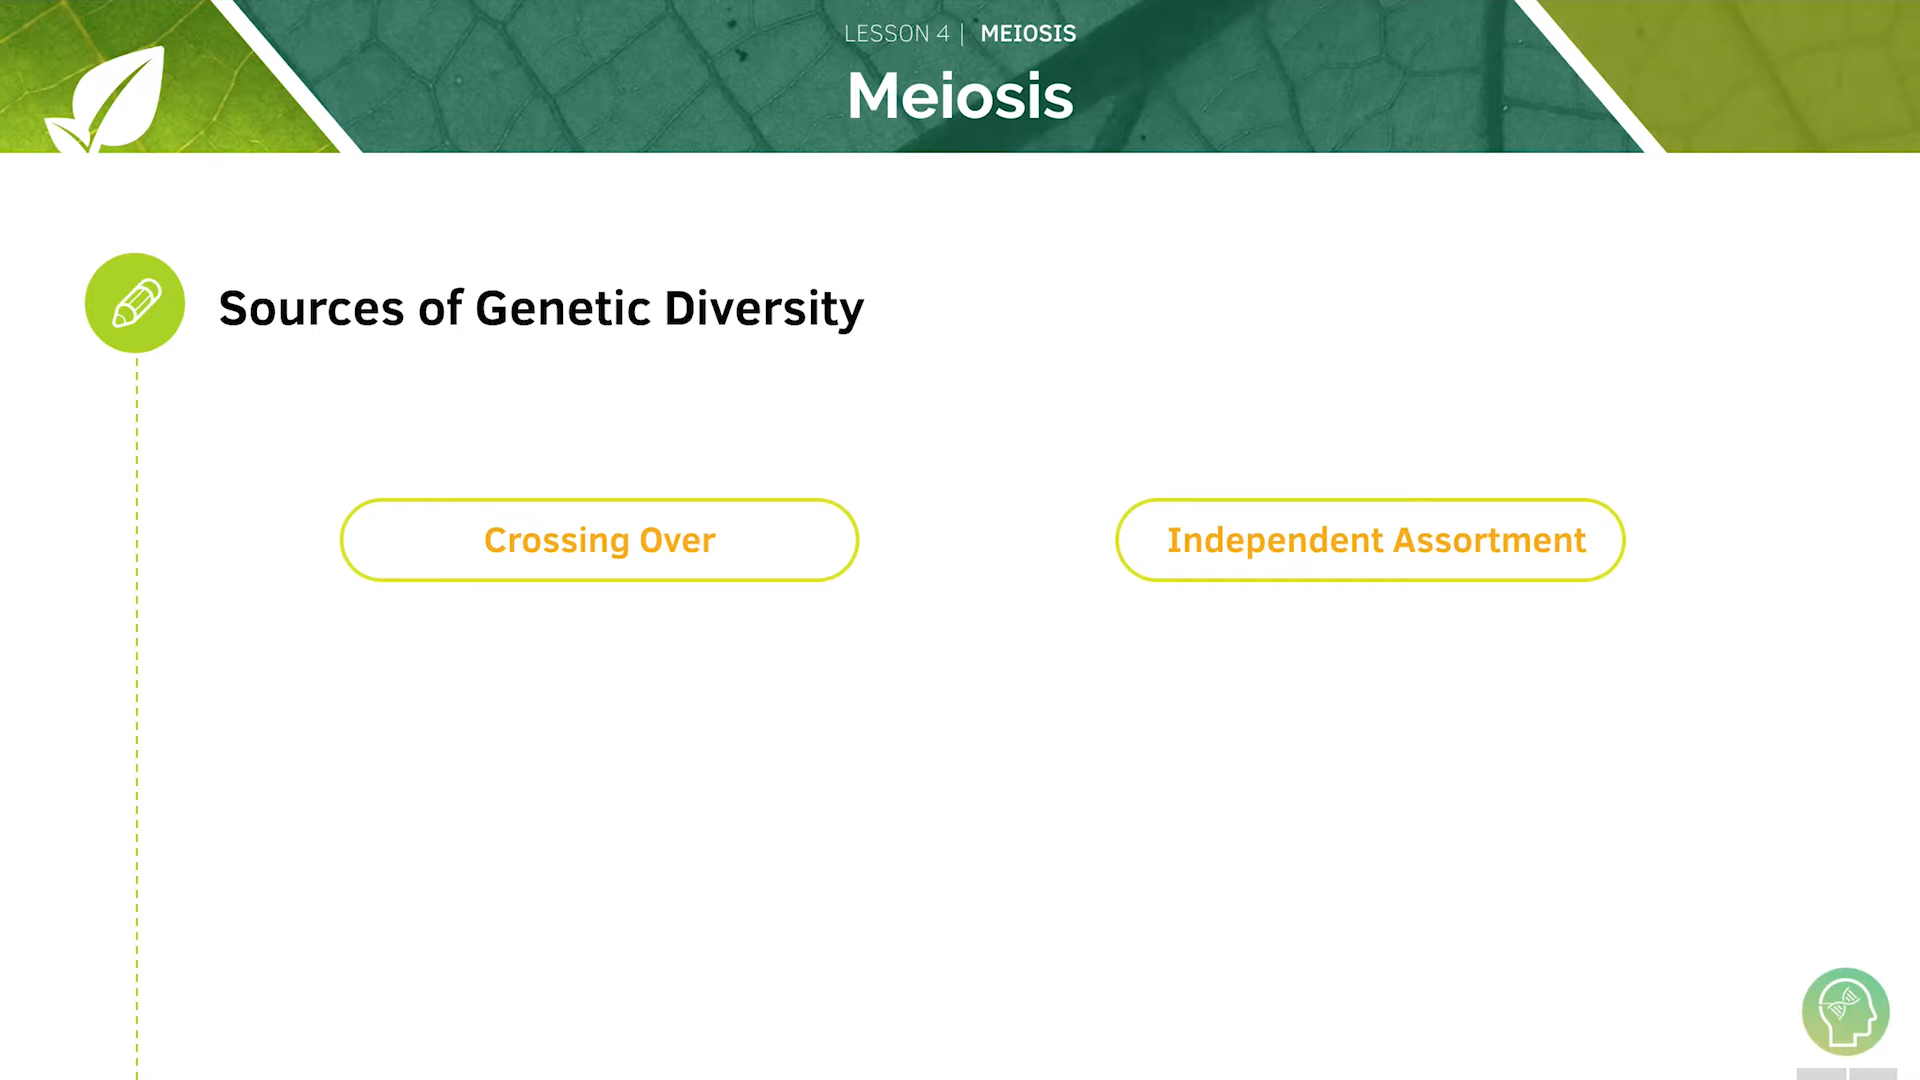 LESSON 4 | MEIOSIS
Meiosis
Sources of Genetic Diversity
Crossing Over
Independent Assortment